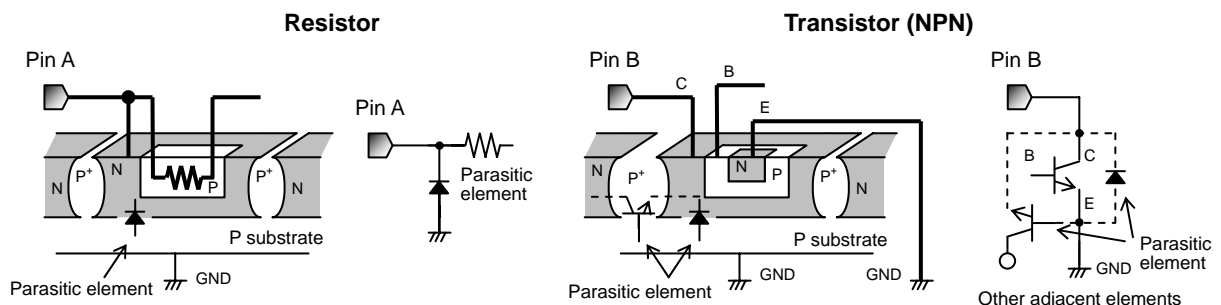 Resistor
Transistor (NPN)
Pin A
Pin A
N
P+
N
P
P+
N
Parasitic element
P substrate
GND
Parasitic element
Pin B
C
B
E
N
P+
N
P
P+
N
P substrate
GND
GND
Parasitic element
Pin B
B
C
E
Parasitic element
GND
Other adjacent elements